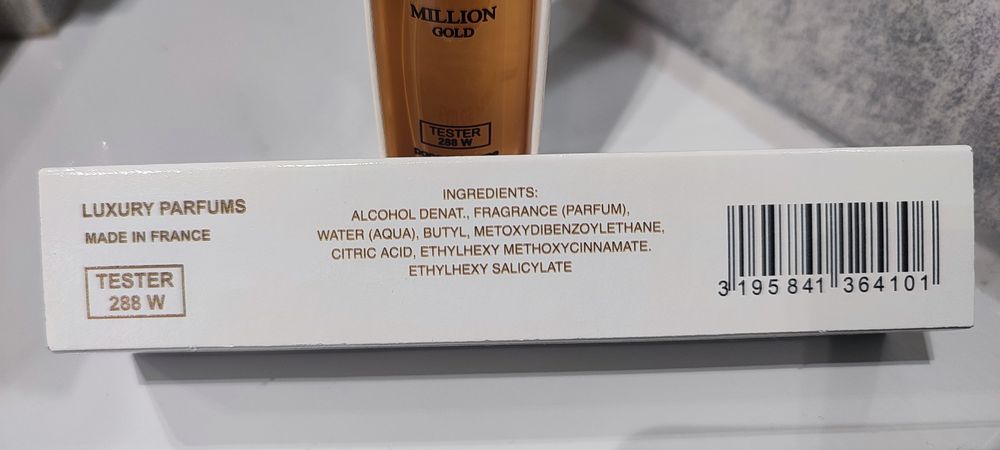 MILLION
GOLD
TESTER
288 W
LUXURY PARFUMS
MADE IN FRANCE
TESTER
288 W
INGREDIENTS:
ALCOHOL DENAT., FRAGRANCE (PARFUM),
WATER (AQUA), BUTYL, METOXYDIBENZOYLETHANE,
CITRIC ACID, ETHYLHEXY METHOXYCINNAMATE.
ETHYLHEXY SALICYLATE
3 195841 364101